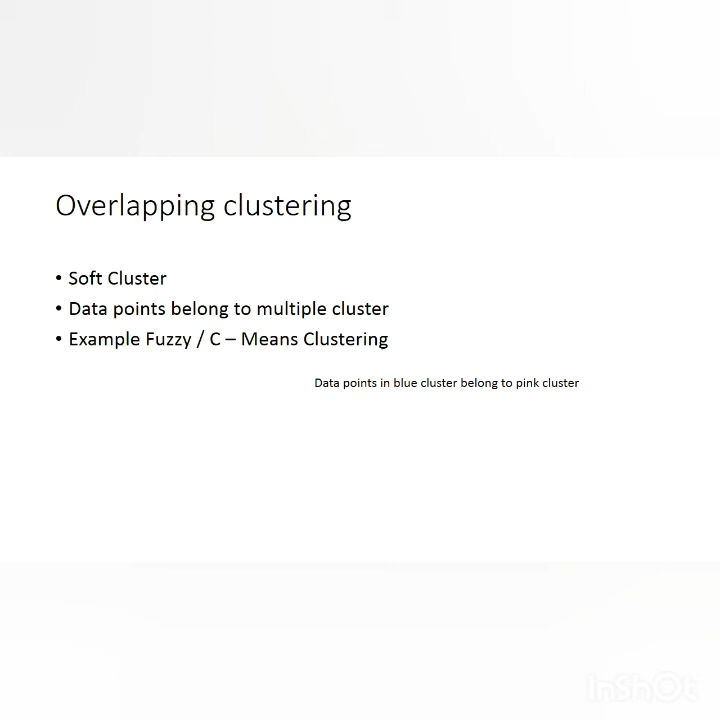 Overlapping clustering
• Soft Cluster
• Data points belong to multiple cluster
• Example Fuzzy / C – Means Clustering
Data points in blue cluster belong to pink cluster
InShOt